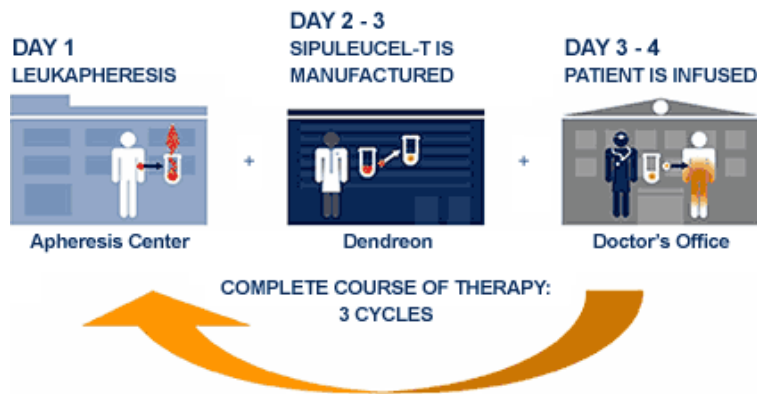 DAY 1
LEUKAPHERESIS
DAY 2 - 3
SIPULEUCEL-T IS
MANUFACTURED
DAY 3 - 4
PATIENT IS INFUSED
+
+
Apheresis Center
Dendreon
Doctor's Office
COMPLETE COURSE OF THERAPY:
3 CYCLES